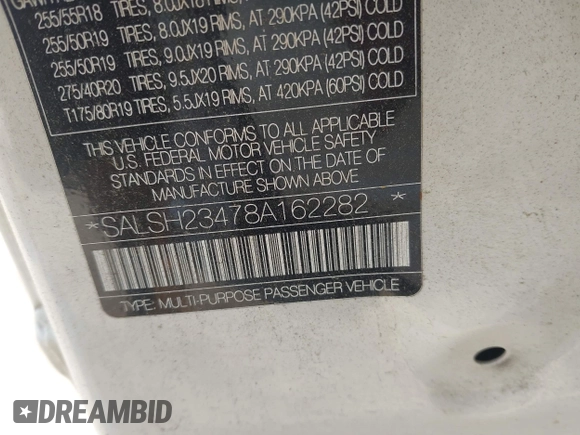 255/55R18 TIRES, 8.0JX18 RIMS,
255/50R19 TIRES, 8.0JX19 RIMS, AT 290KPA (42PSI) COLD
255/50R19 TIRES, 9.0JX19 RIMS, AT 290KPA (42PSI) COLD
275/40R20 TIRES, 9.5JX20 RIMS, AT 290KPA (42PSI) COLD
T175/80R19 TIRES, 5.5JX19 RIMS, AT 420KPA (60PSI) COLD
THIS VEHICLE CONFORMS TO ALL APPLICABLE
U.S. FEDERAL MOTOR VEHICLE SAFETY
STANDARDS IN EFFECT ON THE DATE OF
MANUFACTURE SHOWN ABOVE
*SALSH23478A162282 *
TYPE: MULTI-PURPOSE PASSENGER VEHICLE
DREAMBID